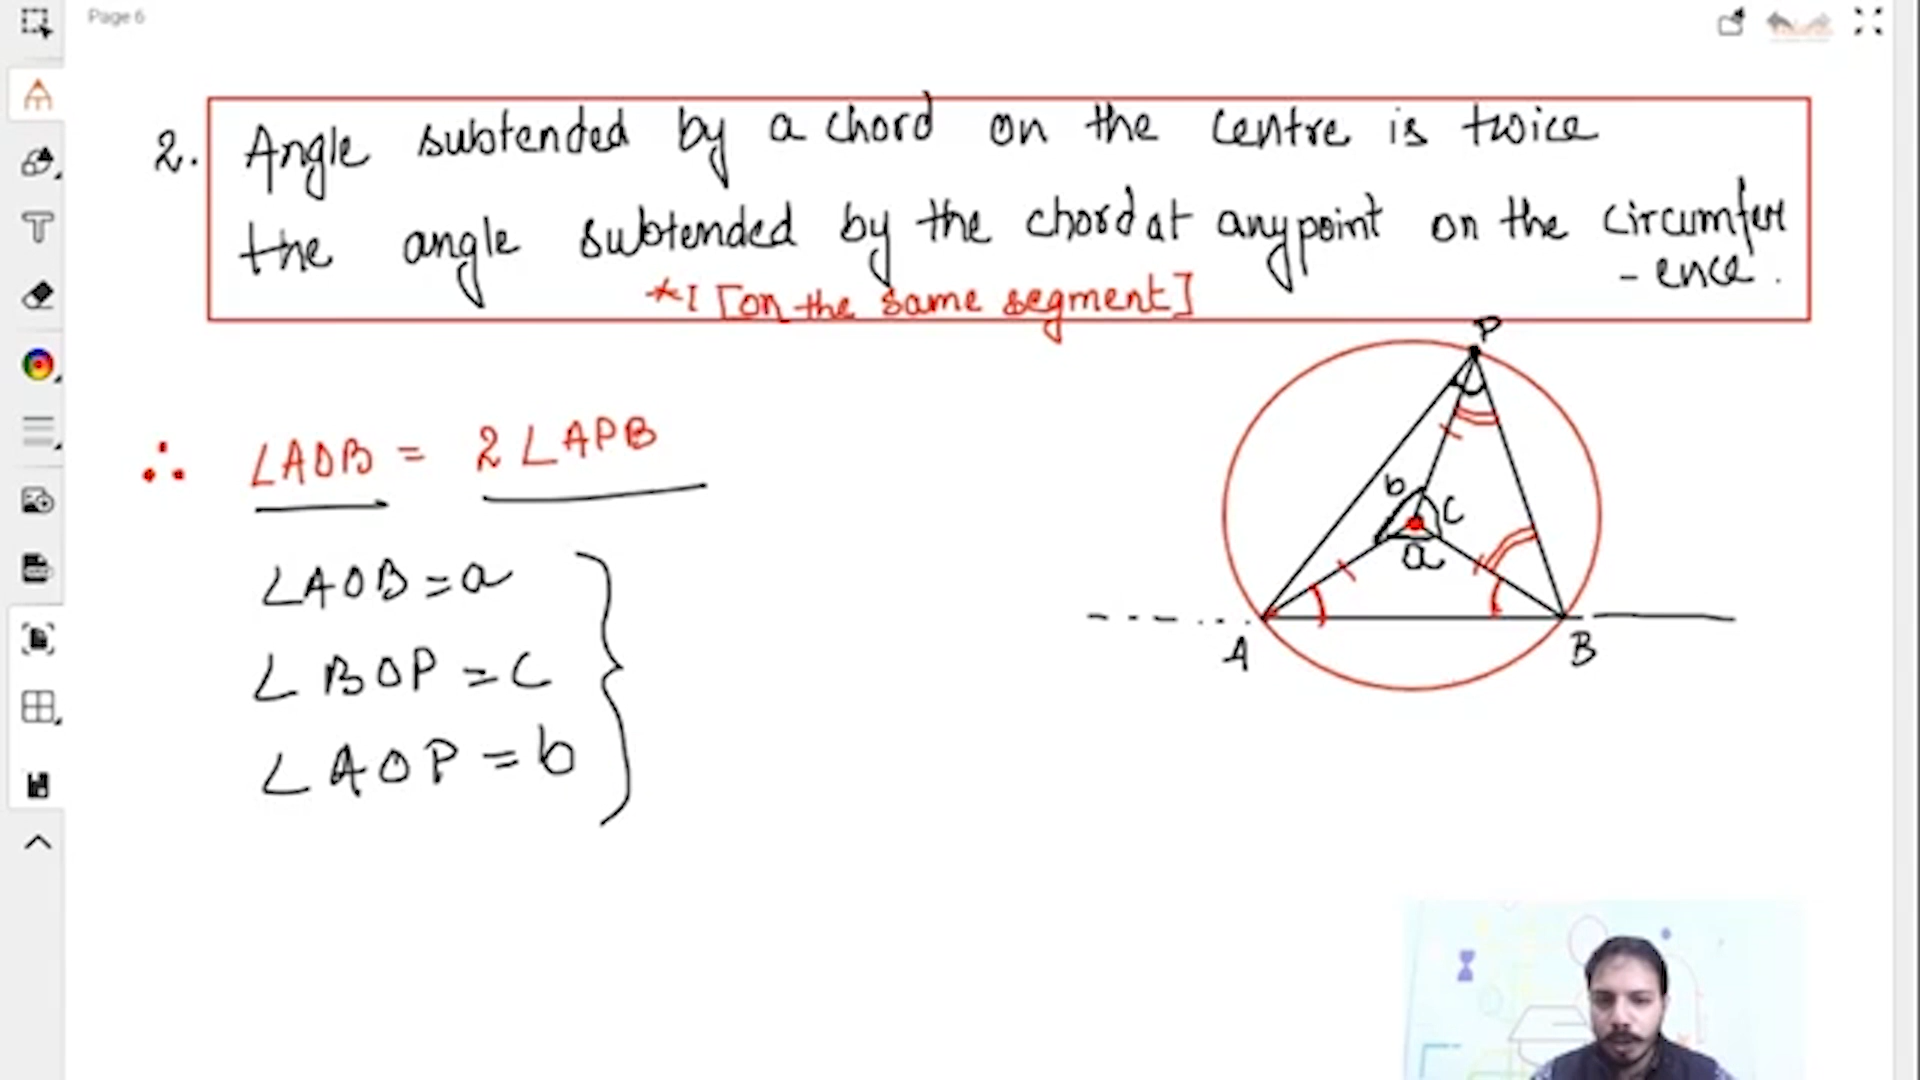 Page 6
2. Angle subtended by a chord on the centre is twice
the angle subtended by the chord at any point on the circumfer
-ence.
*[on the same segment]
∴ ∠AOB = 2∠APB
∠AOB = a
∠BOP = c
∠AOP = b
P
b
c
a
A
B